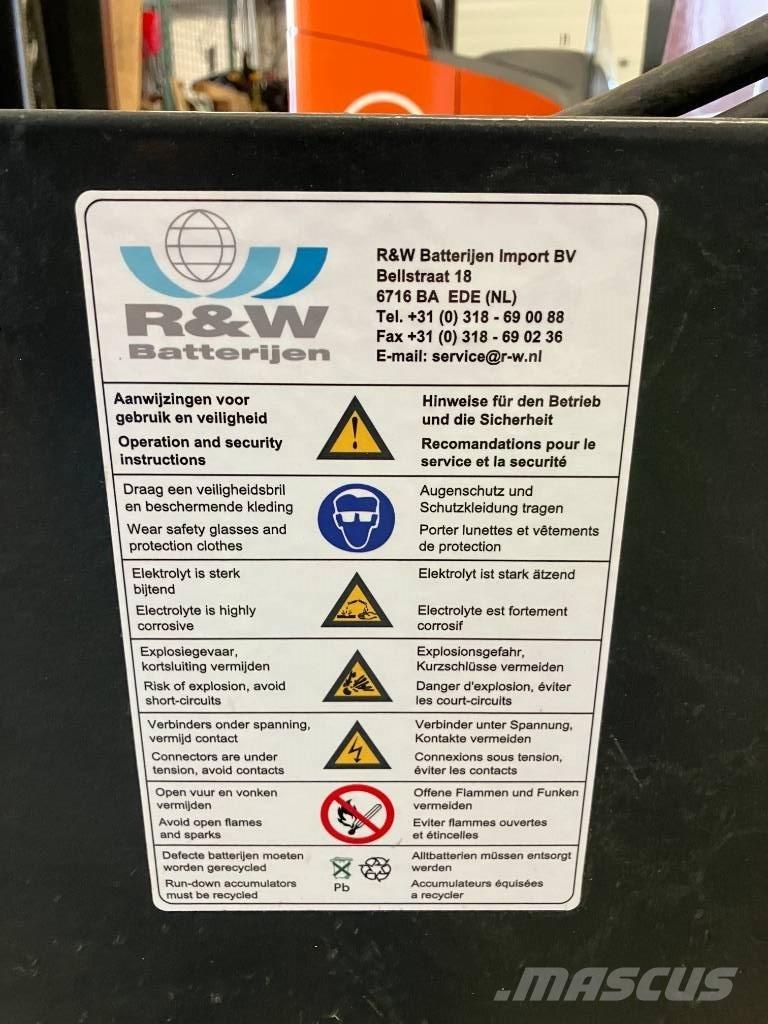 R&W
Batterijen
R&W Batterijen Import BV
Bellstraat 18
6716 BA EDE (NL)
Tel. +31 (0) 318 - 69 00 88
Fax +31 (0) 318 - 69 02 36
E-mail: service@r-w.nl
Aanwijzingen voor
gebruik en veiligheid
Operation and security
instructions
Hinweise für den Betrieb
und die Sicherheit
Recomandations pour le
service et la securité
Draag een veiligheidsbril
en beschermende kleding
Wear safety glasses and
protection clothes
Augenschutz und
Schutzkleidung tragen
Porter lunettes et vêtements
de protection
Elektrolyt is sterk
bijtend
Electrolyte is highly
corrosive
Elektrolyt ist stark ätzend
Electrolyte est fortement
corrosif
Explosiegevaar,
kortsluiting vermijden
Risk of explosion, avoid
short-circuits
Explosionsgefahr,
Kurzschlüsse vermeiden
Danger d'explosion, éviter
les court-circuits
Verbinders onder spanning,
vermijd contact
Connectors are under
tension, avoid contacts
Verbinder unter Spannung,
Kontakte vermeiden
Connexions sous tension,
éviter les contacts
Open vuur en vonken
vermijden
Avoid open flames
and sparks
Offene Flammen und Funken
vermeiden
Eviter flammes ouvertes
et étincelles
Defecte batterijen moeten
worden gerecycled
Run-down accumulators
must be recycled
Pb
Alltbatterien müssen entsorgt
werden
Accumulateurs équisées
a recycler
MASCUS